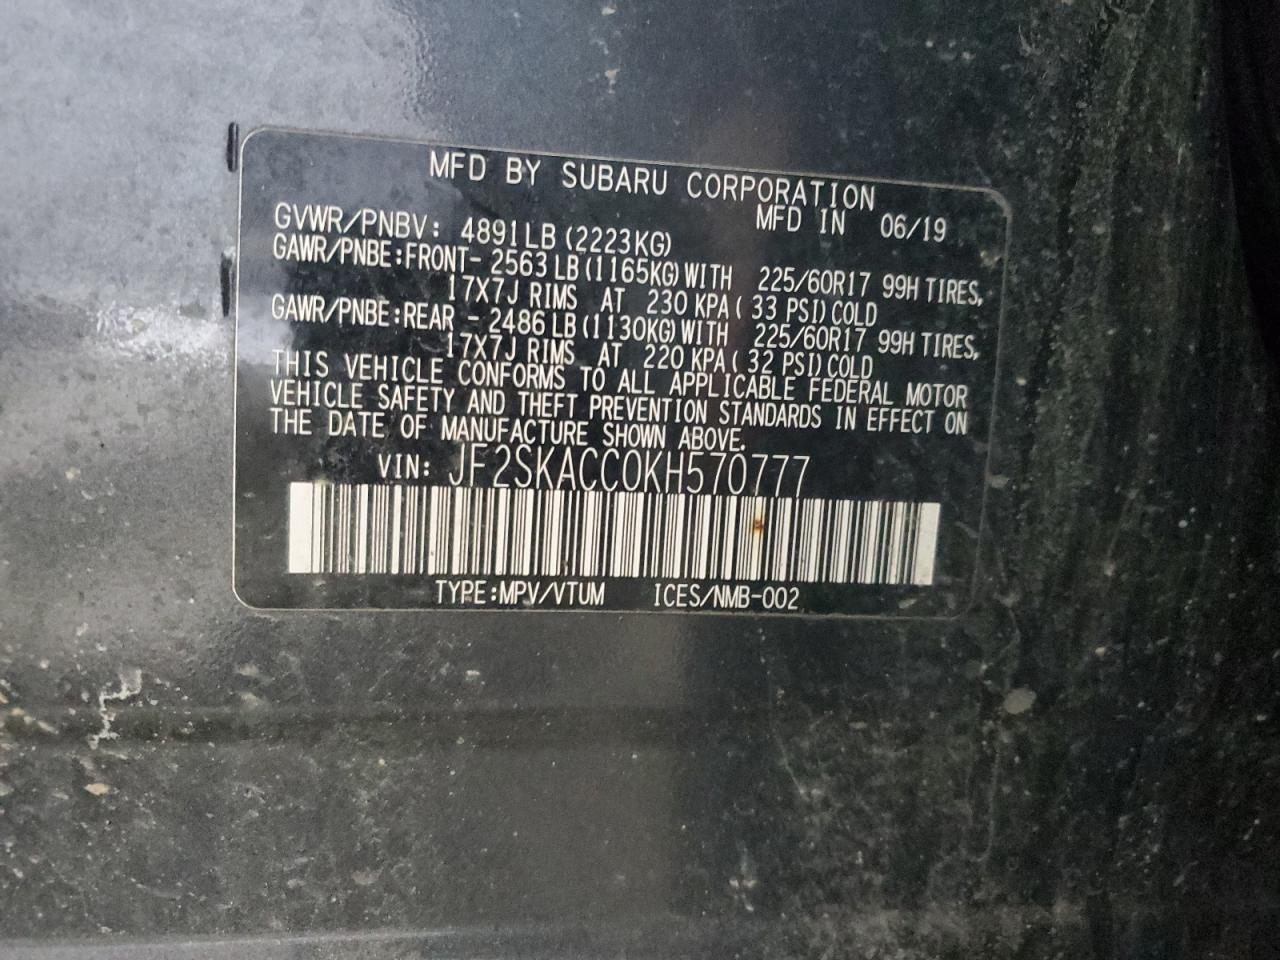 MFD BY SUBARU CORPORATION
MFD IN 06/19
GVWR/PNBV: 4891LB (2223KG)
GAWR/PNBE:FRONT- 2563 LB (1165KG) WITH 225/60R17 99H TIRES,
17X7J RIMS AT 230 KPA ( 33 PSI) COLD
GAWR/PNBE:REAR - 2486 LB (1130KG) WITH 225/60R17 99H TIRES,
17X7J RIMS AT 220 KPA ( 32 PSI) COLD
THIS VEHICLE CONFORMS TO ALL APPLICABLE FEDERAL MOTOR
VEHICLE SAFETY AND THEFT PREVENTION STANDARDS IN EFFECT ON
THE DATE OF MANUFACTURE SHOWN ABOVE.
VIN: JF2SKACC0KH570777
TYPE:MPV/VTUM ICES/NMB-002